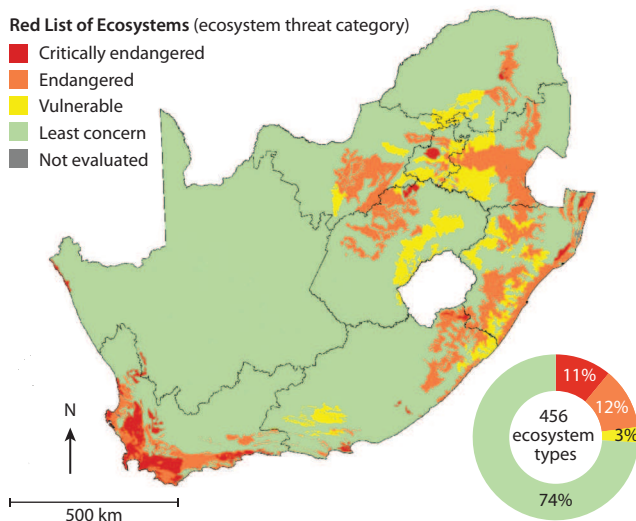 Red List of Ecosystems (ecosystem threat category)
Critically endangered
Endangered
Vulnerable
Least concern
Not evaluated
N
500 km
11%
12%
3%
456
ecosystem
types
74%